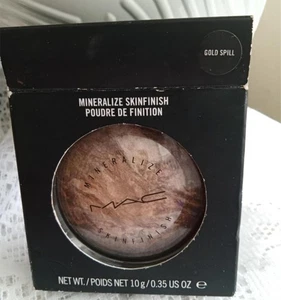 GOLD SPILL
MINERALIZE SKINFINISH
POUDRE DE FINITION
MINERALIZE
MAC
SKINFINISH
NET WT./POIDS NET 10 g/0.35 US OZ ℮